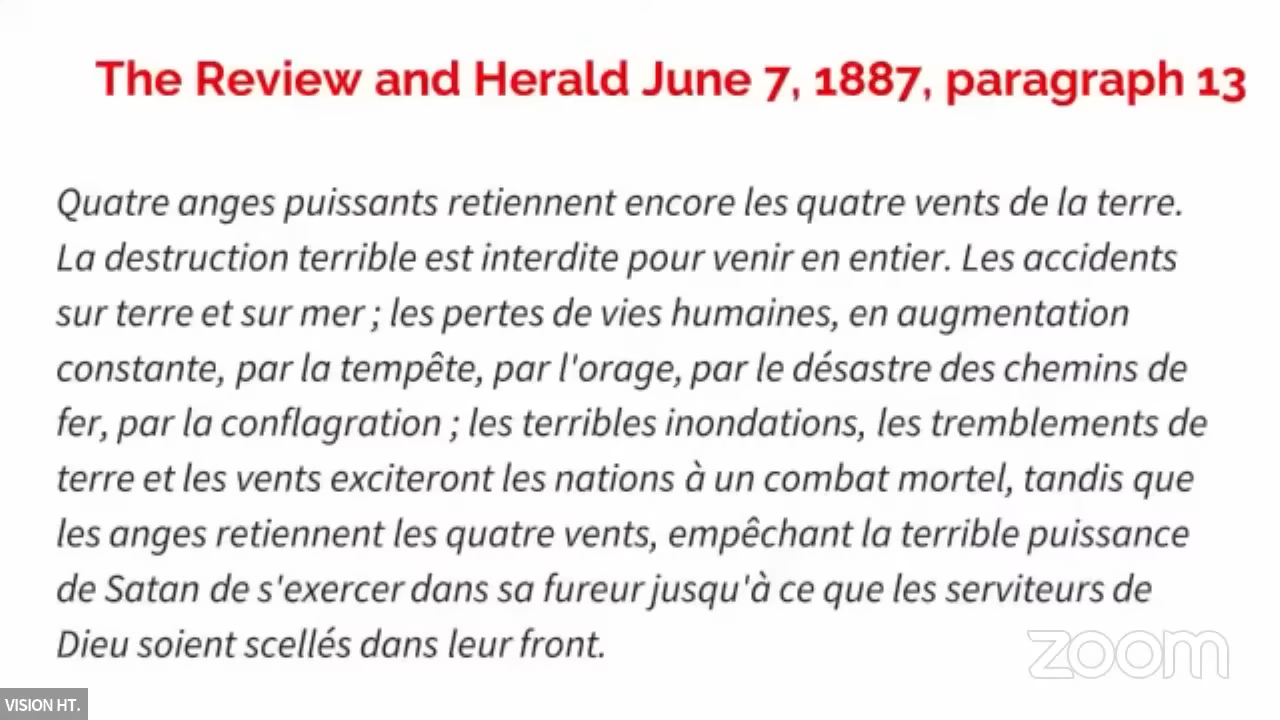 The Review and Herald June 7, 1887, paragraph 13
Quatre anges puissants retiennent encore les quatre vents de la terre.
La destruction terrible est interdite pour venir en entier. Les accidents
sur terre et sur mer ; les pertes de vies humaines, en augmentation
constante, par la tempête, par l'orage, par le désastre des chemins de
fer, par la conflagration ; les terribles inondations, les tremblements de
terre et les vents exciteront les nations à un combat mortel, tandis que
les anges retiennent les quatre vents, empêchant la terrible puissance
de Satan de s'exercer dans sa fureur jusqu'à ce que les serviteurs de
Dieu soient scellés dans leur front.
zoom
VISION HT.